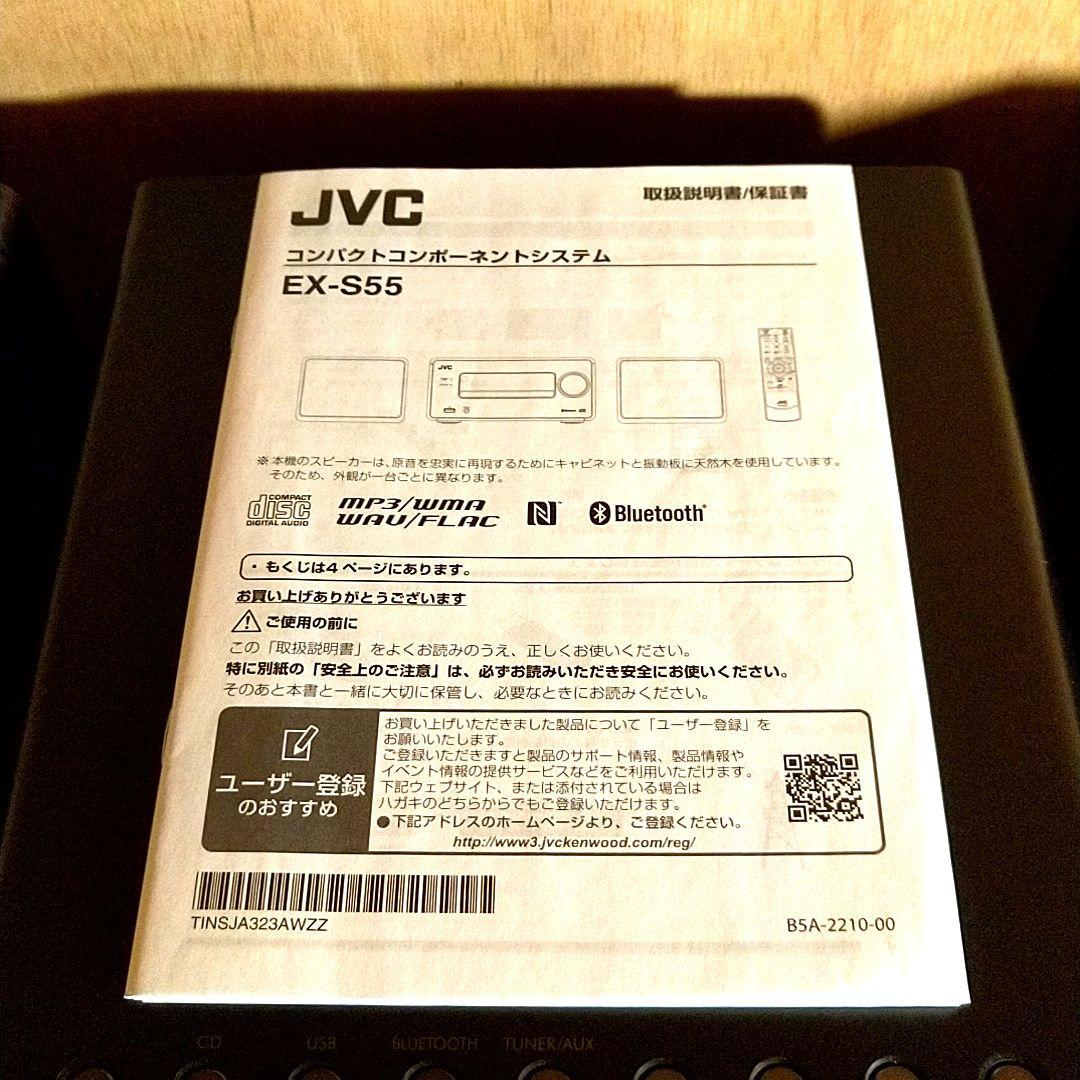 JVC
取扱説明書/保証書
コンパクトコンポーネントシステム
EX-S55
JVC
※ 本機のスピーカーは、原音を忠実に再現するためにキャビネットと振動板に天然木を使用しています。
そのため、外観が一台ごとに異なります。
COMPACT
disc
DIGITAL AUDIO
MP3/WMA
WAV/FLAC
Bluetooth
・ もくじは4 ページにあります。
お買い上げありがとうございます
ご使用の前に
この「取扱説明書」をよくお読みのうえ、正しくお使いください。
特に別紙の「安全上のご注意」は、必ずお読みいただき安全にお使いください。
そのあと本書と一緒に大切に保管し、必要なときにお読みください。
ユーザー登録
のおすすめ
お買い上げいただきました製品について「ユーザー登録」を
お願いいたします。
ご登録いただきますと製品のサポート情報、製品情報や
イベント情報の提供サービスなどをご利用いただけます。
下記ウェブサイト、または添付されている場合は
ハガキのどちらからでもご登録いただけます。
●下記アドレスのホームページより、ご登録ください。
http://www3.jvckenwood.com/reg/
TINSJA323AWZZ
B5A-2210-00
CD USB BLUETOOTH TUNER/AUX